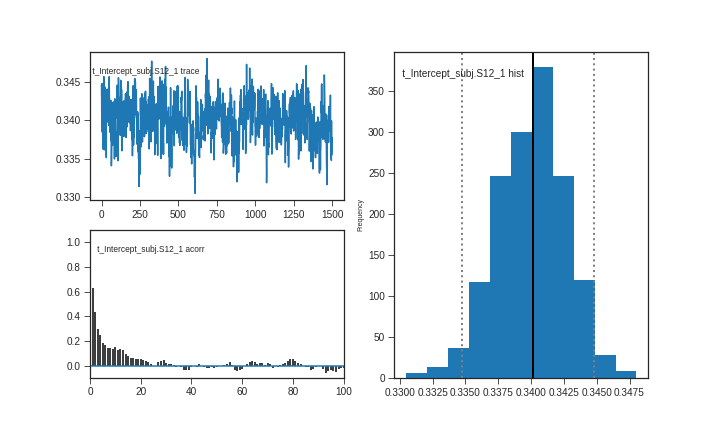 t_Intercept_subj.S12_1 trace
0.345
0.340
0.335
0.330
0 250 500 750 1000 1250 1500
t_Intercept_subj.S12_1 acorr
1.0
0.8
0.6
0.4
0.2
0.0
0 20 40 60 80 100
t_Intercept_subj.S12_1 hist
Frequency
350
300
250
200
150
100
50
0
0.3300 0.3325 0.3350 0.3375 0.3400 0.3425 0.3450 0.3475